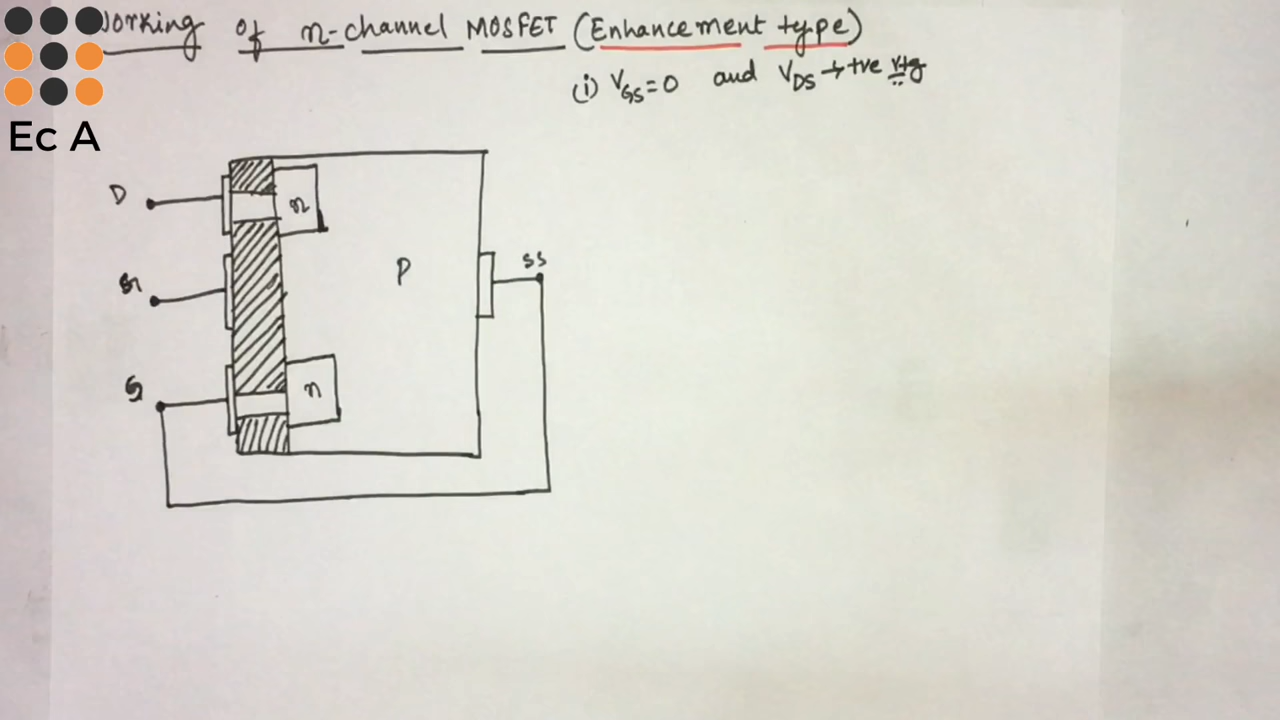 Working of n-channel MOSFET (Enhancement type)
(i) VGS=0 and VDS→+ve vtg
Ec A
D
n
P
SS
G
S
n